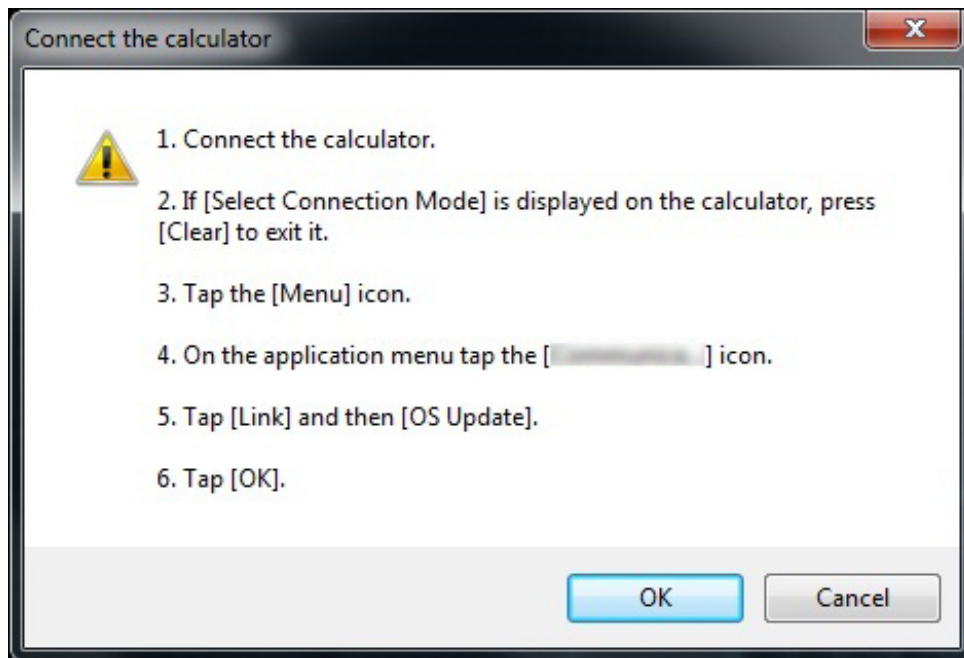 Connect the calculator
1. Connect the calculator.
2. If [Select Connection Mode] is displayed on the calculator, press
[Clear] to exit it.
3. Tap the [Menu] icon.
4. On the application menu tap the [ ] icon.
5. Tap [Link] and then [OS Update].
6. Tap [OK].
OK
Cancel